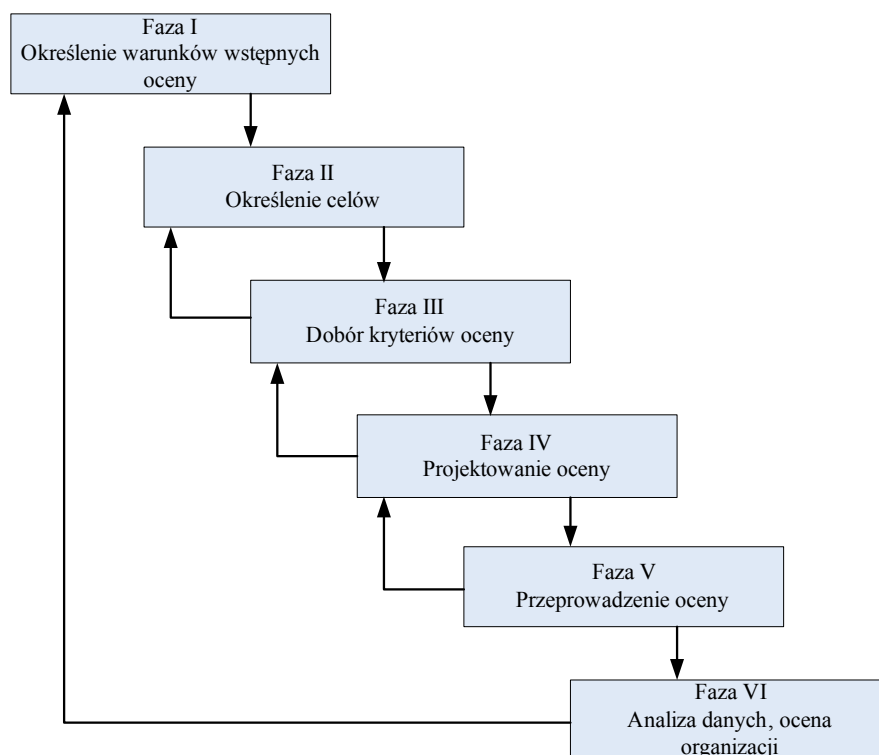 Faza I
Określenie warunków wstępnych
oceny
Faza II
Określenie celów
Faza III
Dobór kryteriów oceny
Faza IV
Projektowanie oceny
Faza V
Przeprowadzenie oceny
Faza VI
Analiza danych, ocena
organizacji